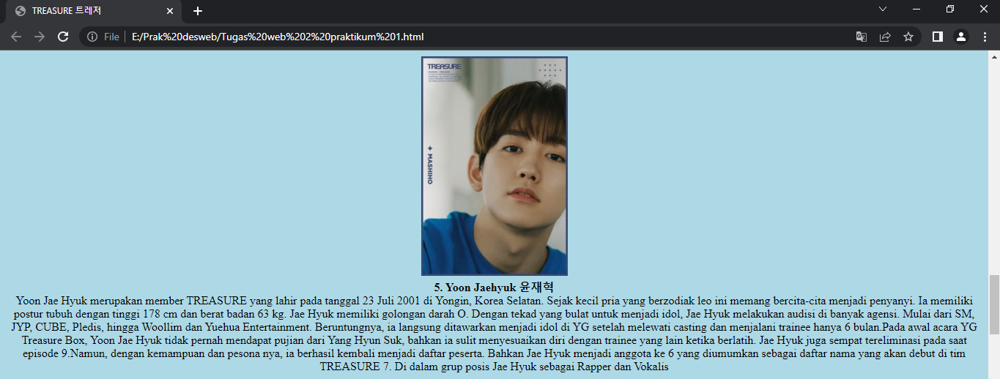 TREASURE 트레저
File
E:/Prak%20desweb/Tugas%20web%202%20praktikum%201.html
TREASURE
MASHIHO
5. Yoon Jaehyuk 윤재혁
Yoon Jae Hyuk merupakan member TREASURE yang lahir pada tanggal 23 Juli 2001 di Yongin, Korea Selatan. Sejak kecil pria yang berzodiak leo ini memang bercita-cita menjadi penyanyi. Ia memiliki
postur tubuh dengan tinggi 178 cm dan berat badan 63 kg. Jae Hyuk memiliki golongan darah O. Dengan tekad yang bulat untuk menjadi idol, Jae Hyuk melakukan audisi di banyak agensi. Mulai dari SM,
JYP, CUBE, Pledis, hingga Woollim dan Yuehua Entertainment. Beruntungnya, ia langsung ditawarkan menjadi idol di YG setelah melewati casting dan menjalani trainee hanya 6 bulan.Pada awal acara YG
Treasure Box, Yoon Jae Hyuk tidak pernah mendapat pujian dari Yang Hyun Suk, bahkan ia sulit menyesuaikan diri dengan trainee yang lain ketika berlatih. Jae Hyuk juga sempat tereliminasi pada saat
episode 9.Namun, dengan kemampuan dan pesona nya, ia berhasil kembali menjadi daftar peserta. Bahkan Jae Hyuk menjadi anggota ke 6 yang diumumkan sebagai daftar nama yang akan debut di tim
TREASURE 7. Di dalam grup posis Jae Hyuk sebagai Rapper dan Vokalis